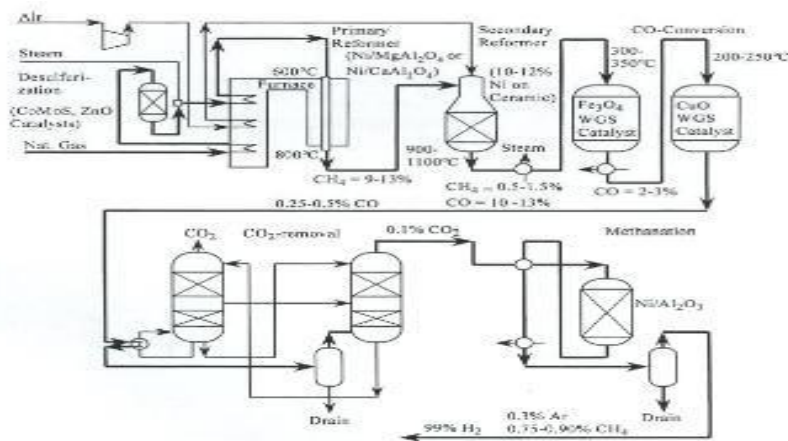 Air
Steam
Desulferi-
zation
(CoMoS, ZnO
Catalysts)
Nat. Gas
600°C
Furnace
800°C
Primary
Reformer
(Ni/MgAl₂O₄ or
Ni/CaAl₂O₄)
CH₄ = 9-13%
Secondary
Reformer
(10-12%
Ni on
Ceramic)
900-
1100°C
Steam
CH₄ = 0.5-1.5%
CO = 10-13%
300-
350°C
CO-Conversion
200-250°C
Fe₃O₄
WGS
Catalyst
CuO
WGS
Catalyst
CO = 2-3%
0.25-0.5% CO
CO₂
CO₂-removal
0.1% CO₂
Methanation
Ni/Al₂O₃
Drain
Drain
99% H₂
0.3% Ar
0.75-0.90% CH₄